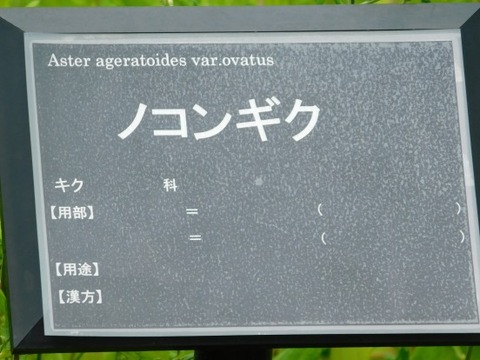 Aster ageratoides var.ovatus
ノコンギク
キク 科
【用部】 = ( )
= ( )
【用途】
【漢方】